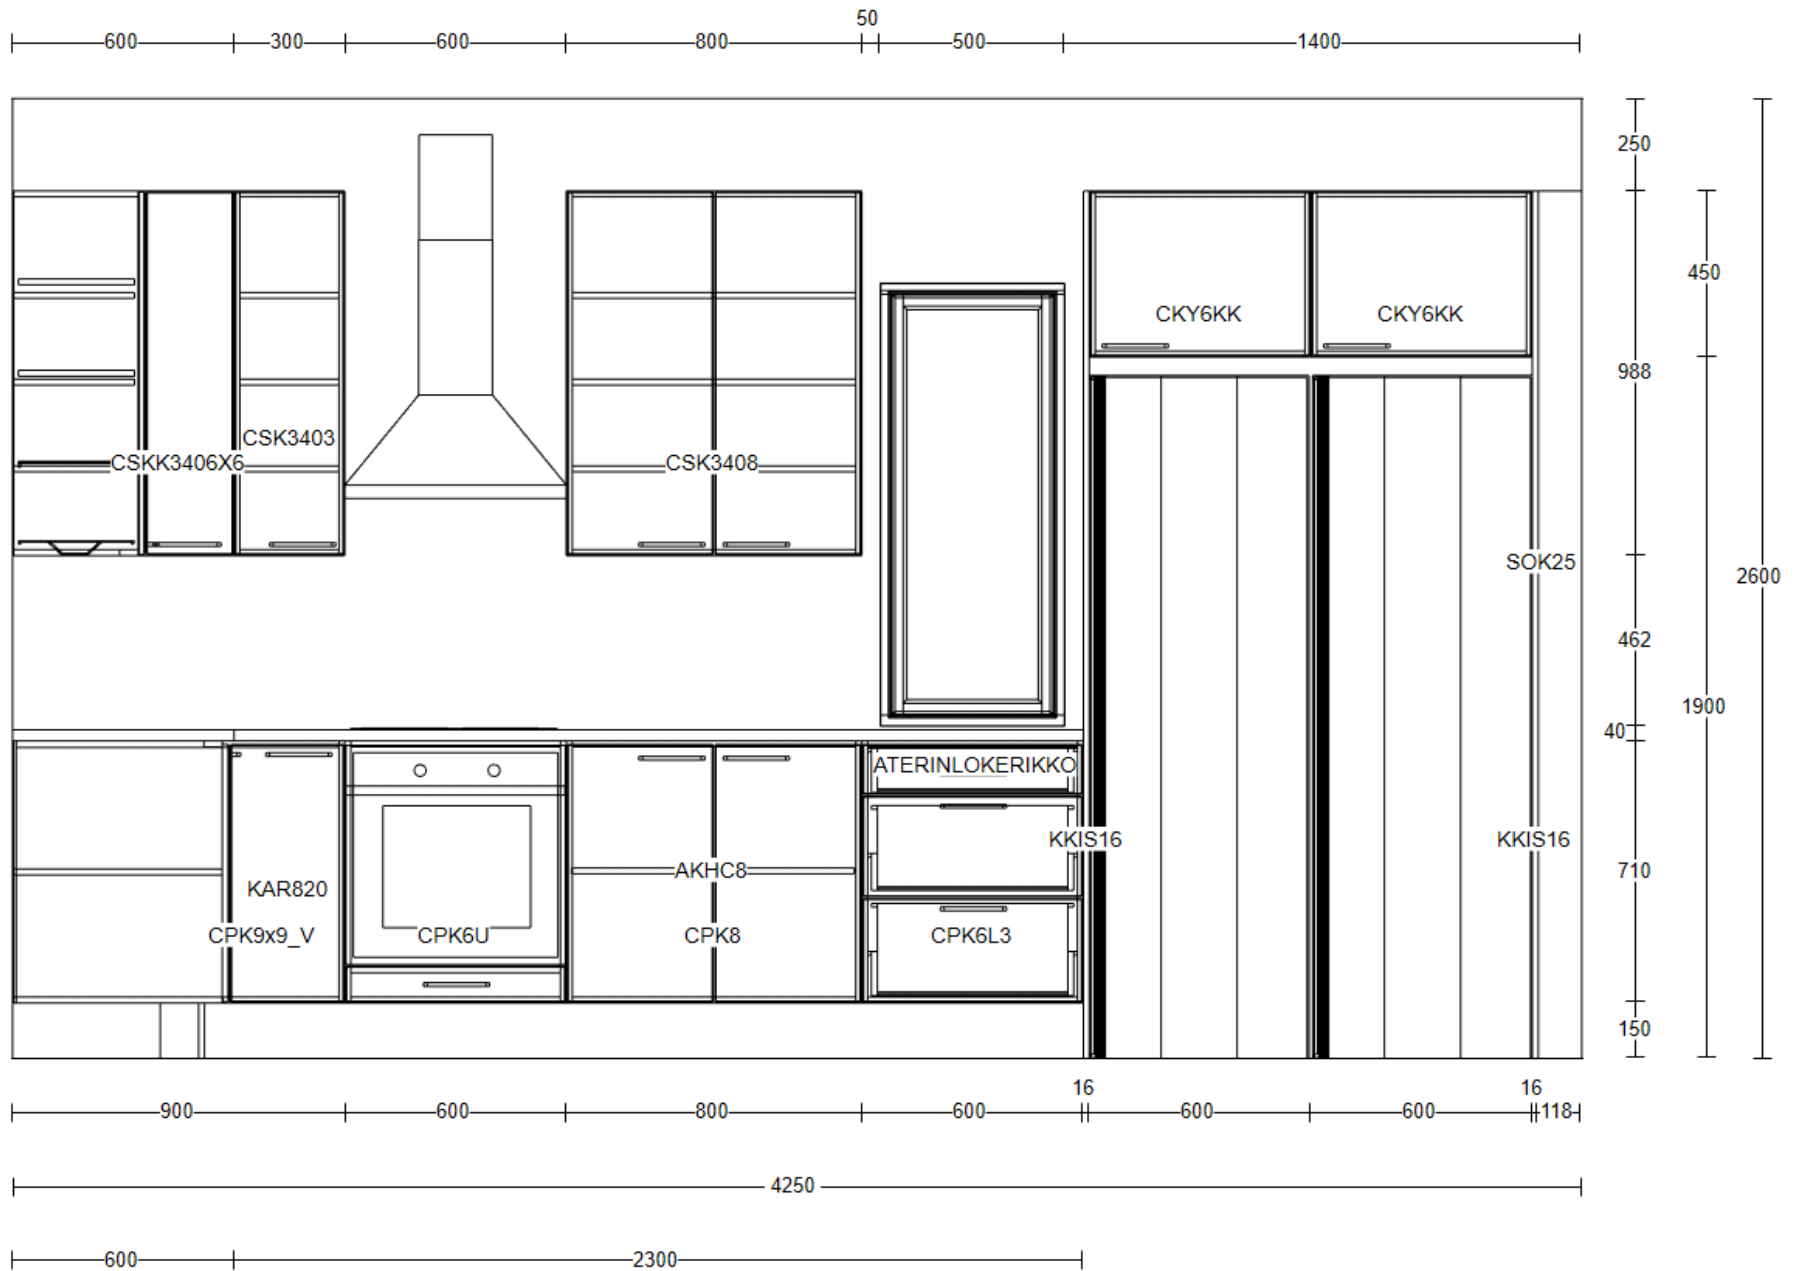 50
600 300 600 800 500 1400
250
450
CKY6KK CKY6KK
988
CSK3403
CSKK3406X6 CSK3408
SOK25
2600
462
1900
40
ATERINLOKERIKKO
KKIS16 KKIS16
AKHC8 710
KAR820
CPK9x9_V CPK6U CPK8 CPK6L3
150
16 16
900 600 800 600 600 600 118
4250
600 2300